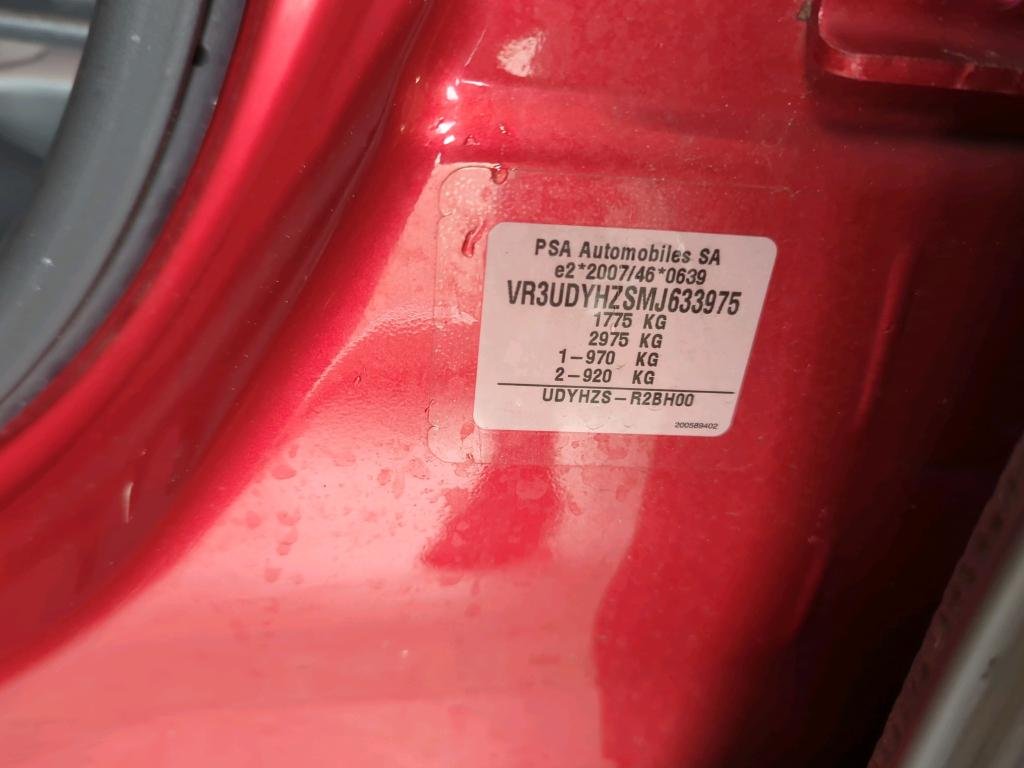 PSA Automobiles SA
e2*2007/46*0639
VR3UDYHZSMJ633975
1775 KG
2975 KG
1-970 KG
2-920 KG
UDYHZS-R2BH00
200589402